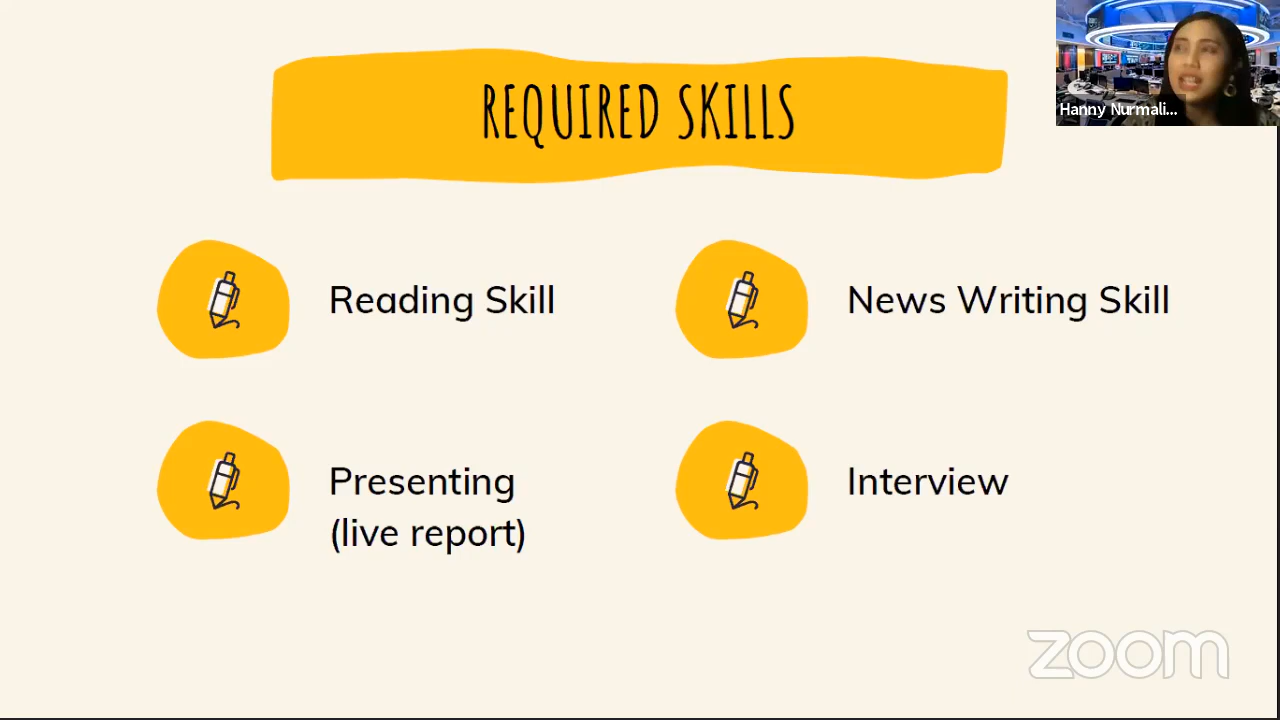 REQUIRED SKILLS
Hanny Nurmali...
Reading Skill
News Writing Skill
Presenting
(live report)
Interview
zoom